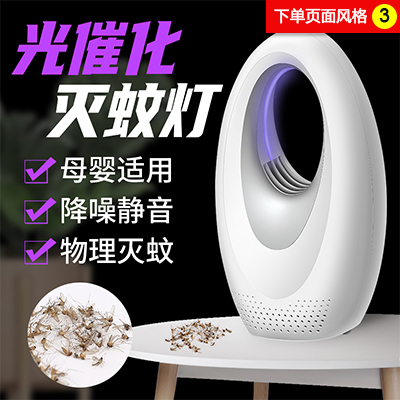 下单页面风格 3
光催化
灭蚊灯
母婴适用
降噪静音
物理灭蚊